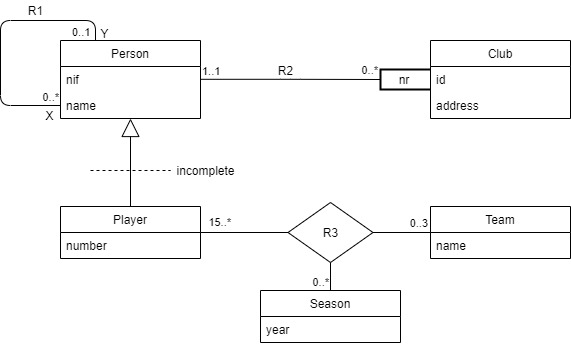 R1
0..1 Y
Person
nif
name
0..*
X
1..1 R2 0..*
nr
Club
id
address
incomplete
Player
number
15..*
R3
0..3
Team
name
0..*
Season
year